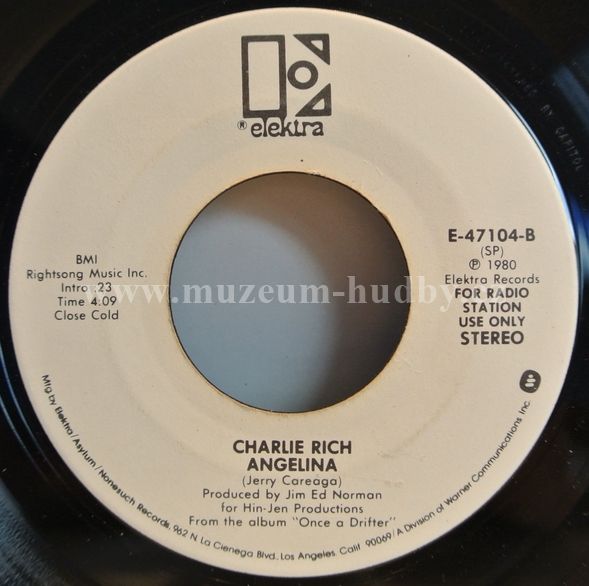 ® elektra
BMI
Rightsong Music Inc.
Intro :23
Time 4:09
Close Cold
E-47104-B
(SP)
℗ 1980
Elektra Records
FOR RADIO
STATION
USE ONLY
STEREO
www.muzeum-hudby
CHARLIE RICH
ANGELINA
(Jerry Careaga)
Produced by Jim Ed Norman
for Hin-Jen Productions
From the album "Once a Drifter"
Mfg by Elektra/Asylum/Nonesuch Records, 962 N. La Cienega Blvd., Los Angeles, Calif. 90069/A Division of Warner Communications Inc.
BY CAPITOL